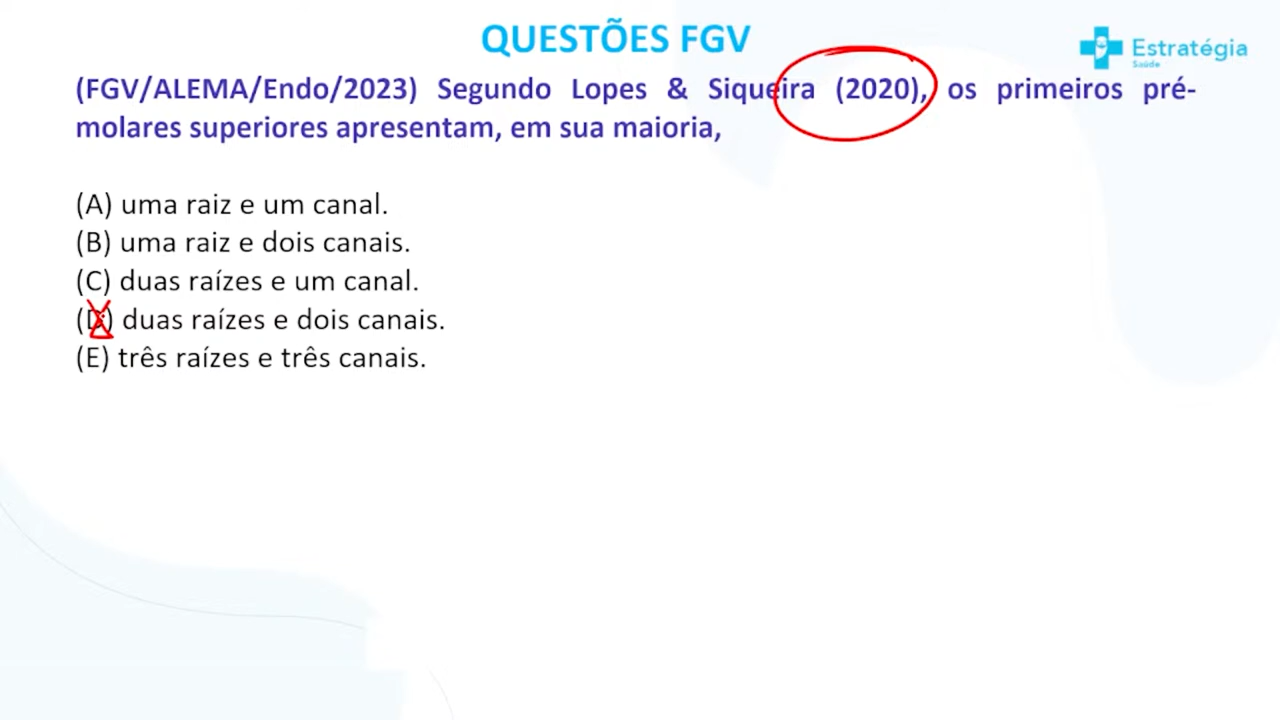 QUESTÕES FGV
Estratégia
Saúde
(FGV/ALEMA/Endo/2023) Segundo Lopes & Siqueira (2020), os primeiros pré-
molares superiores apresentam, em sua maioria,
(A) uma raiz e um canal.
(B) uma raiz e dois canais.
(C) duas raízes e um canal.
(D) duas raízes e dois canais.
(E) três raízes e três canais.